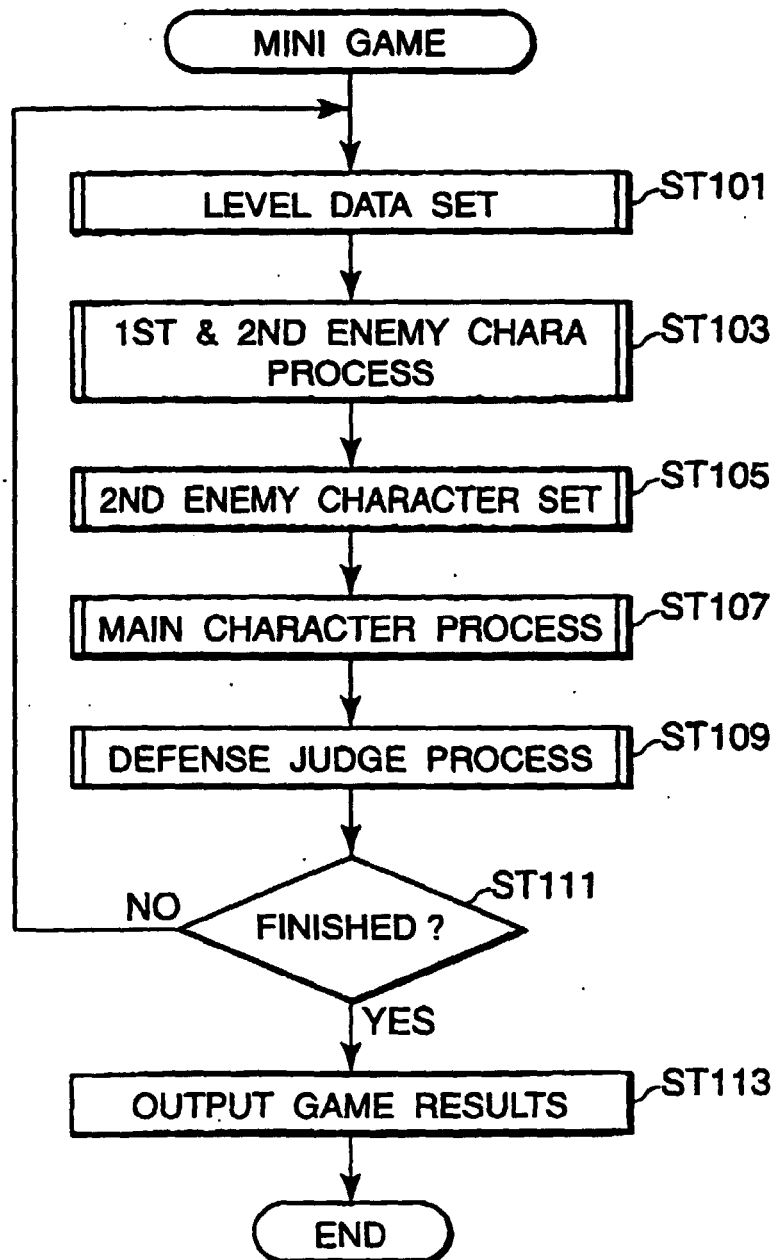 MINI GAME
LEVEL DATA SET
ST101
1ST & 2ND ENEMY CHARA
PROCESS
ST103
2ND ENEMY CHARACTER SET
ST105
MAIN CHARACTER PROCESS
ST107
DEFENSE JUDGE PROCESS
ST109
FINISHED ?
ST111
NO
YES
OUTPUT GAME RESULTS
ST113
END